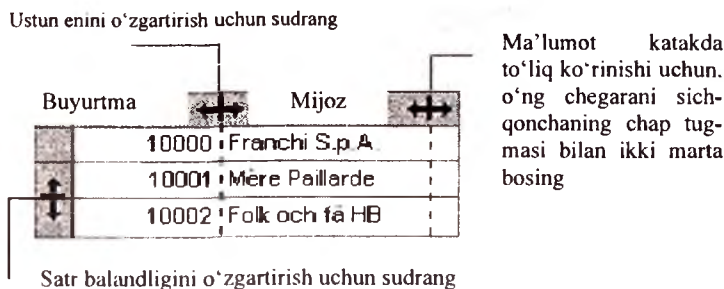 Ustun enini o‘zgartirish uchun sudrang
Ma’lumot katakda
to‘liq ko‘rinishi uchun.
o‘ng chegarani sich-
qonchaning chap tug-
masi bilan ikki marta
bosing
Buyurtma Mijoz
10000 Franchi S.p.A.
10001 Mère Paillarde
10002 Folk och fä HB
Satr balandligini o‘zgartirish uchun sudrang